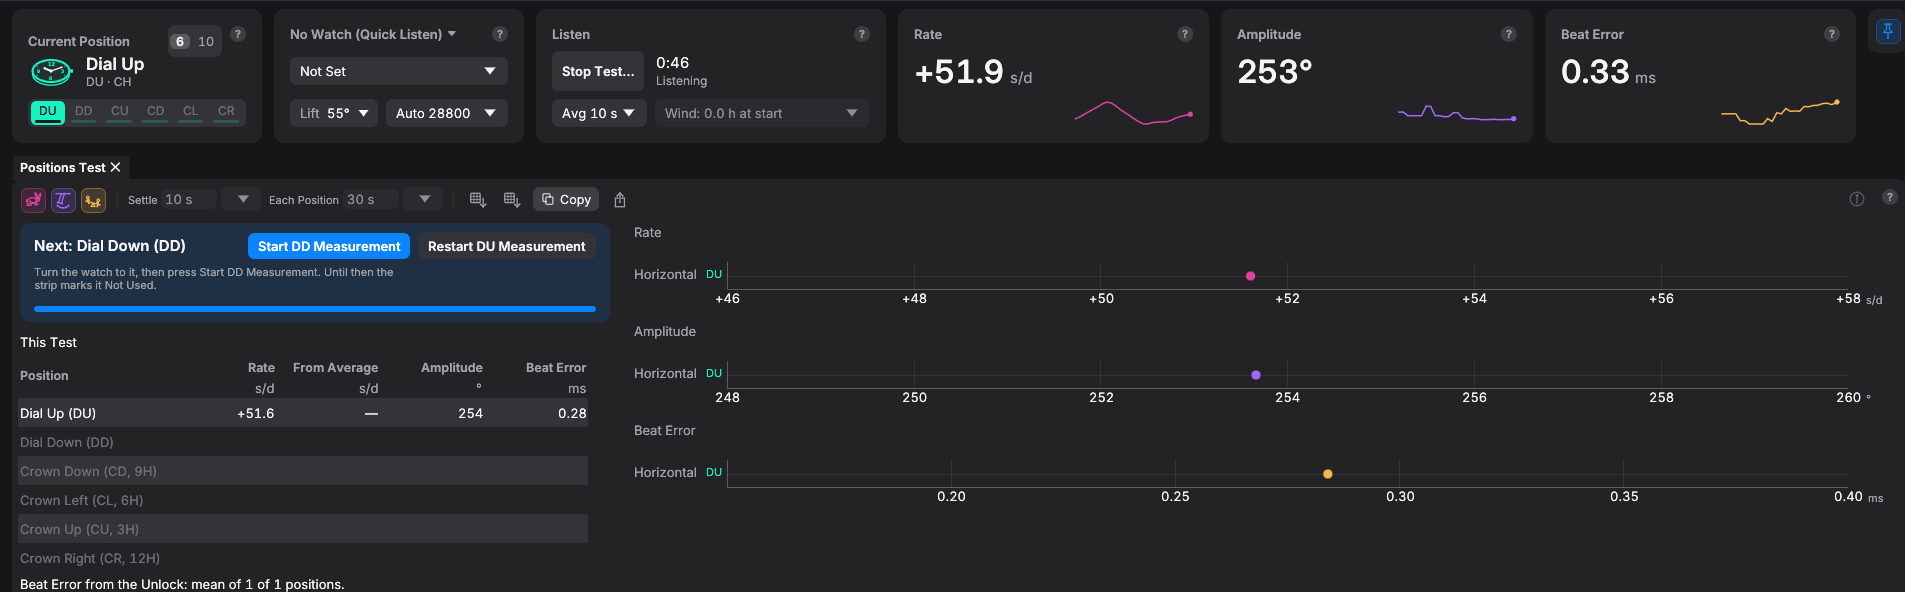 Current Position
6 10
?
Dial Up
DU · CH
DU DD CU CD CL CR
No Watch (Quick Listen)
?
Not Set
Lift 55°
Auto 28800
Listen
?
Stop Test...
0:46
Listening
Avg 10 s
Wind: 0.0 h at start
Rate
?
+51.9 s/d
Amplitude
?
253°
Beat Error
?
0.33 ms
Positions Test
Settle 10 s
Each Position 30 s
Copy
?
Next: Dial Down (DD)
Start DD Measurement
Restart DU Measurement
Turn the watch to it, then press Start DD Measurement. Until then the
strip marks it Not Used.
This Test
Position Rate From Average Amplitude Beat Error
s/d s/d ° ms
Dial Up (DU) +51.6 — 254 0.28
Dial Down (DD)
Crown Down (CD, 9H)
Crown Left (CL, 6H)
Crown Up (CU, 3H)
Crown Right (CR, 12H)
Beat Error from the Unlock: mean of 1 of 1 positions.
Rate
Horizontal DU
+46 +48 +50 +52 +54 +56 +58 s/d
Amplitude
Horizontal DU
248 250 252 254 256 258 260 °
Beat Error
Horizontal DU
0.20 0.25 0.30 0.35 0.40 ms